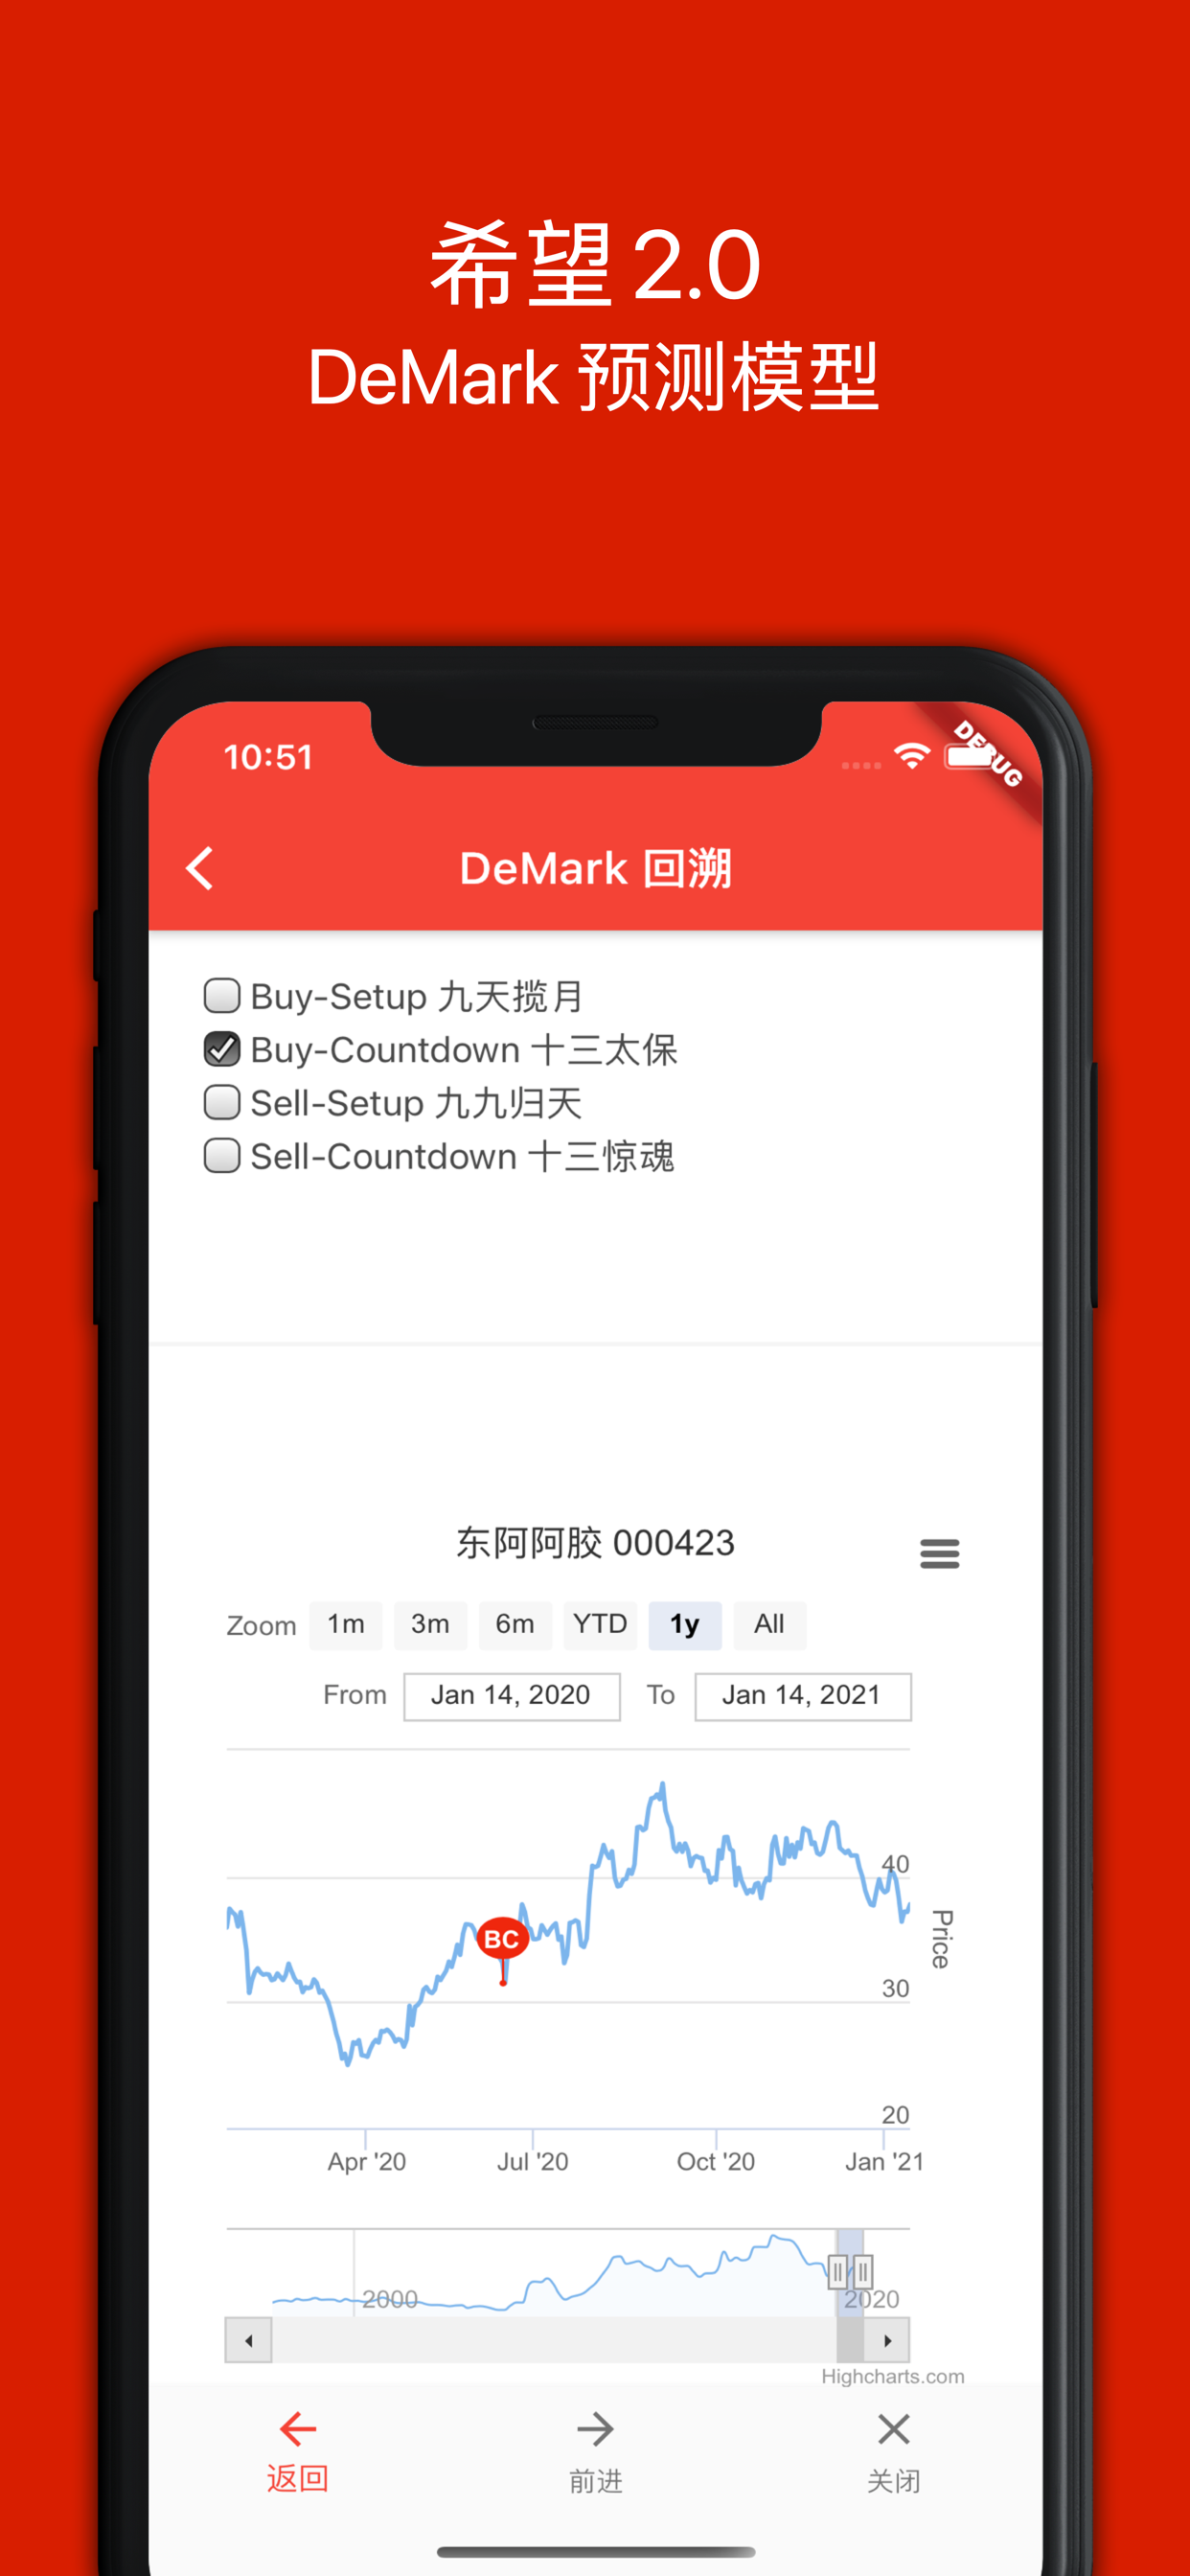 希望 2.0
DeMark 预测模型
10:51
DEBUG
DeMark 回溯
Buy-Setup 九天揽月
Buy-Countdown 十三太保
Sell-Setup 九九归天
Sell-Countdown 十三惊魂
东阿阿胶 000423
Zoom 1m 3m 6m YTD 1y All
From Jan 14, 2020 To Jan 14, 2021
BC
40
30
20
Price
Apr '20 Jul '20 Oct '20 Jan '21
2000 2020
Highcharts.com
返回 前进 关闭